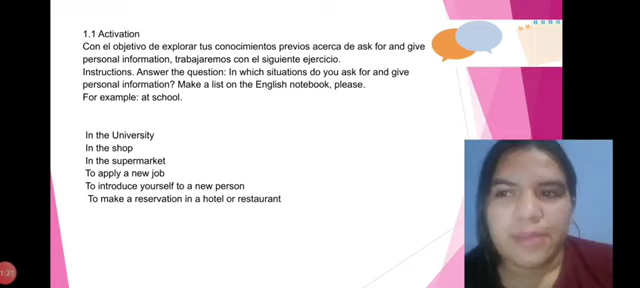 1.1 Activation
Con el objetivo de explorar tus conocimientos previos acerca de ask for and give
personal information, trabajaremos con el siguiente ejercicio.
Instructions. Answer the question: In which situations do you ask for and give
personal information? Make a list on the English notebook, please.
For example: at school.
In the University
In the shop
In the supermarket
To apply a new job
To introduce yourself to a new person
To make a reservation in a hotel or restaurant
1:21